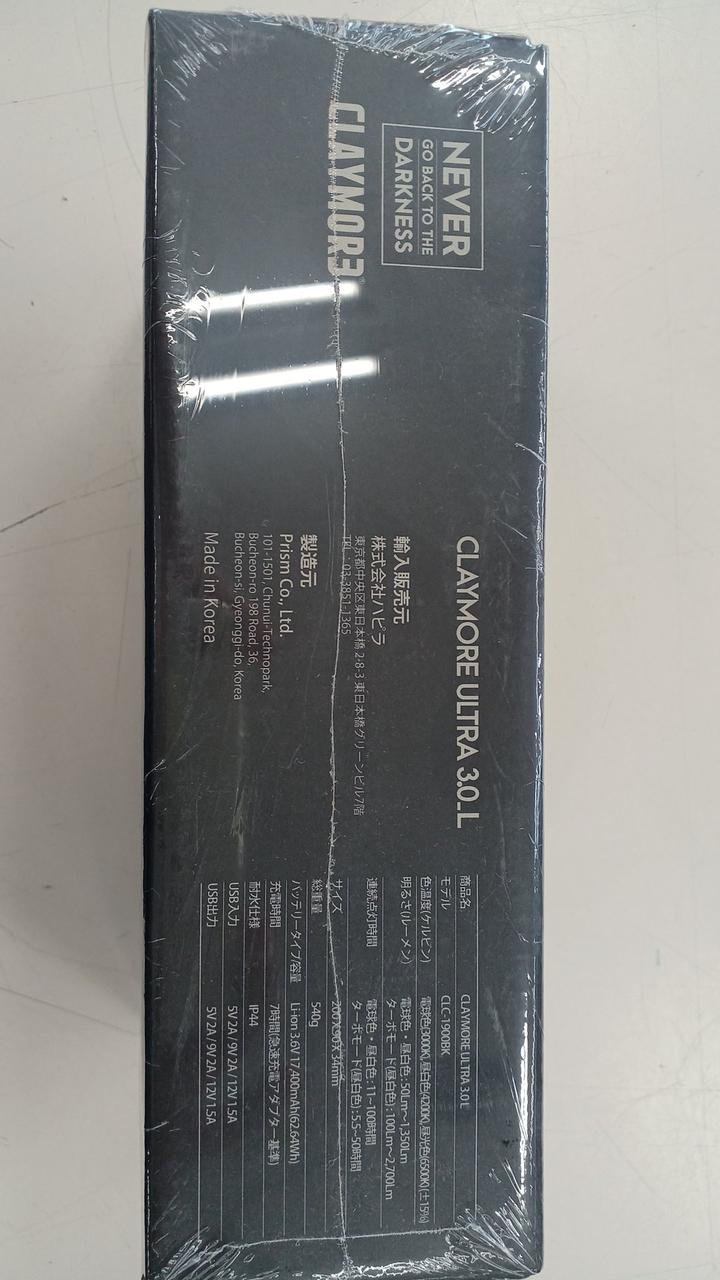 NEVER
GO BACK TO THE
DARKNESS
CLAYMORE
CLAYMORE ULTRA 3.0_L
輸入販売元
株式会社ハピラ
東京都中央区東日本橋 2-8-3 東日本橋グリーンビル7階
TEL : 03-3851-1365
製造元
Prism Co., Ltd.
101-1501, Chunui-Technopark,
Bucheon-ro 198 Road, 36,
Bucheon-si, Gyeonggi-do, Korea
Made in Korea
商品名 CLAYMORE ULTRA 3.0 L
モデル CLC-1900BK
色温度(ケルビン) 電球色(3000K),昼白色(4200K),昼光色(6500K) (±15%)
明るさ(ルーメン) 電球色・昼白色:50Lm～1,350Lm
ターボモード(昼白色) : 100Lm～2,700Lm
連続点灯時間 電球色・昼白色 : 11~100時間
ターボモード(昼白色) : 5.5~50時間
サイズ 200X90X34mm
総重量 540g
バッテリータイプ/容量 Li-ion 3.6V 17,400mAh(62.64Wh)
充電時間 7時間(急速充電アダプター基準)
耐水仕様 IP44
USB入力 5V 2A / 9V 2A / 12V 1.5A
USB出力 5V 2A / 9V 2A / 12V 1.5A